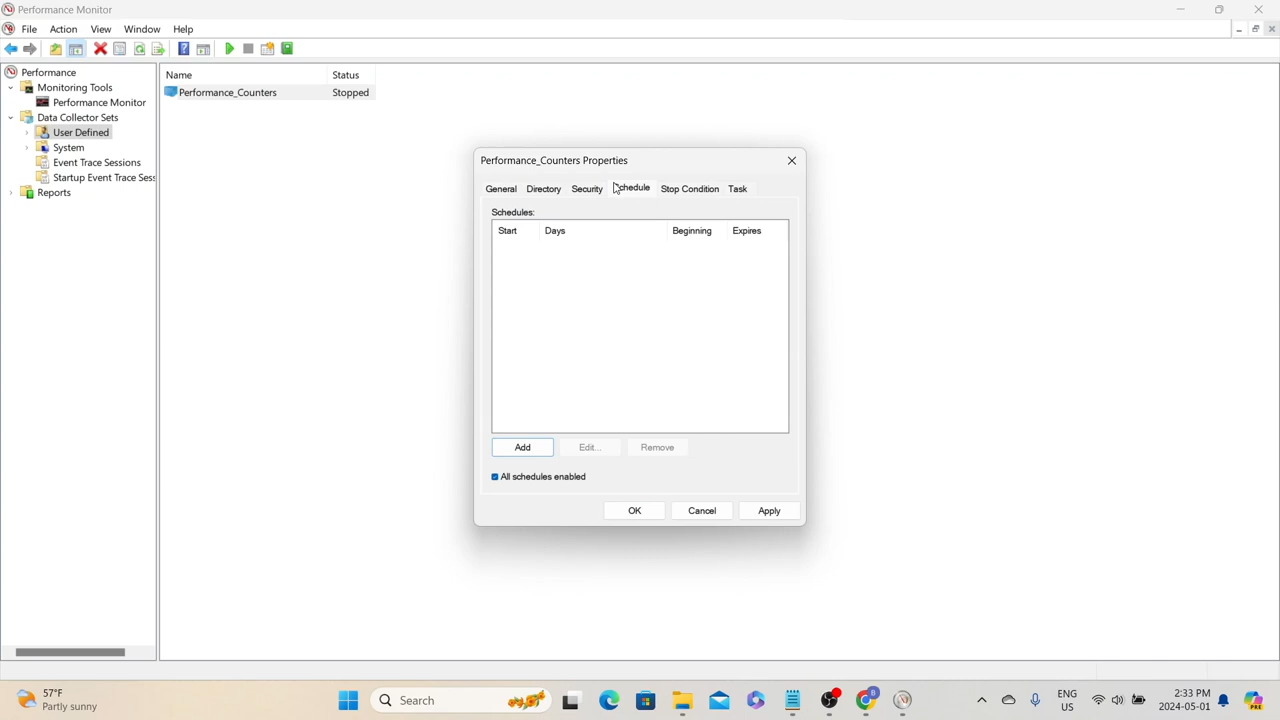 Performance Monitor
File Action View Window Help
Performance
Monitoring Tools
Performance Monitor
Data Collector Sets
User Defined
System
Event Trace Sessions
Startup Event Trace Sess
Reports
Name Status
Performance_Counters Stopped
Performance_Counters Properties
General Directory Security Schedule Stop Condition Task
Schedules:
Start Days Beginning Expires
Add Edit... Remove
All schedules enabled
OK Cancel Apply
57°F
Partly sunny
Search
ENG
US
2:33 PM
2024-05-01
PRE